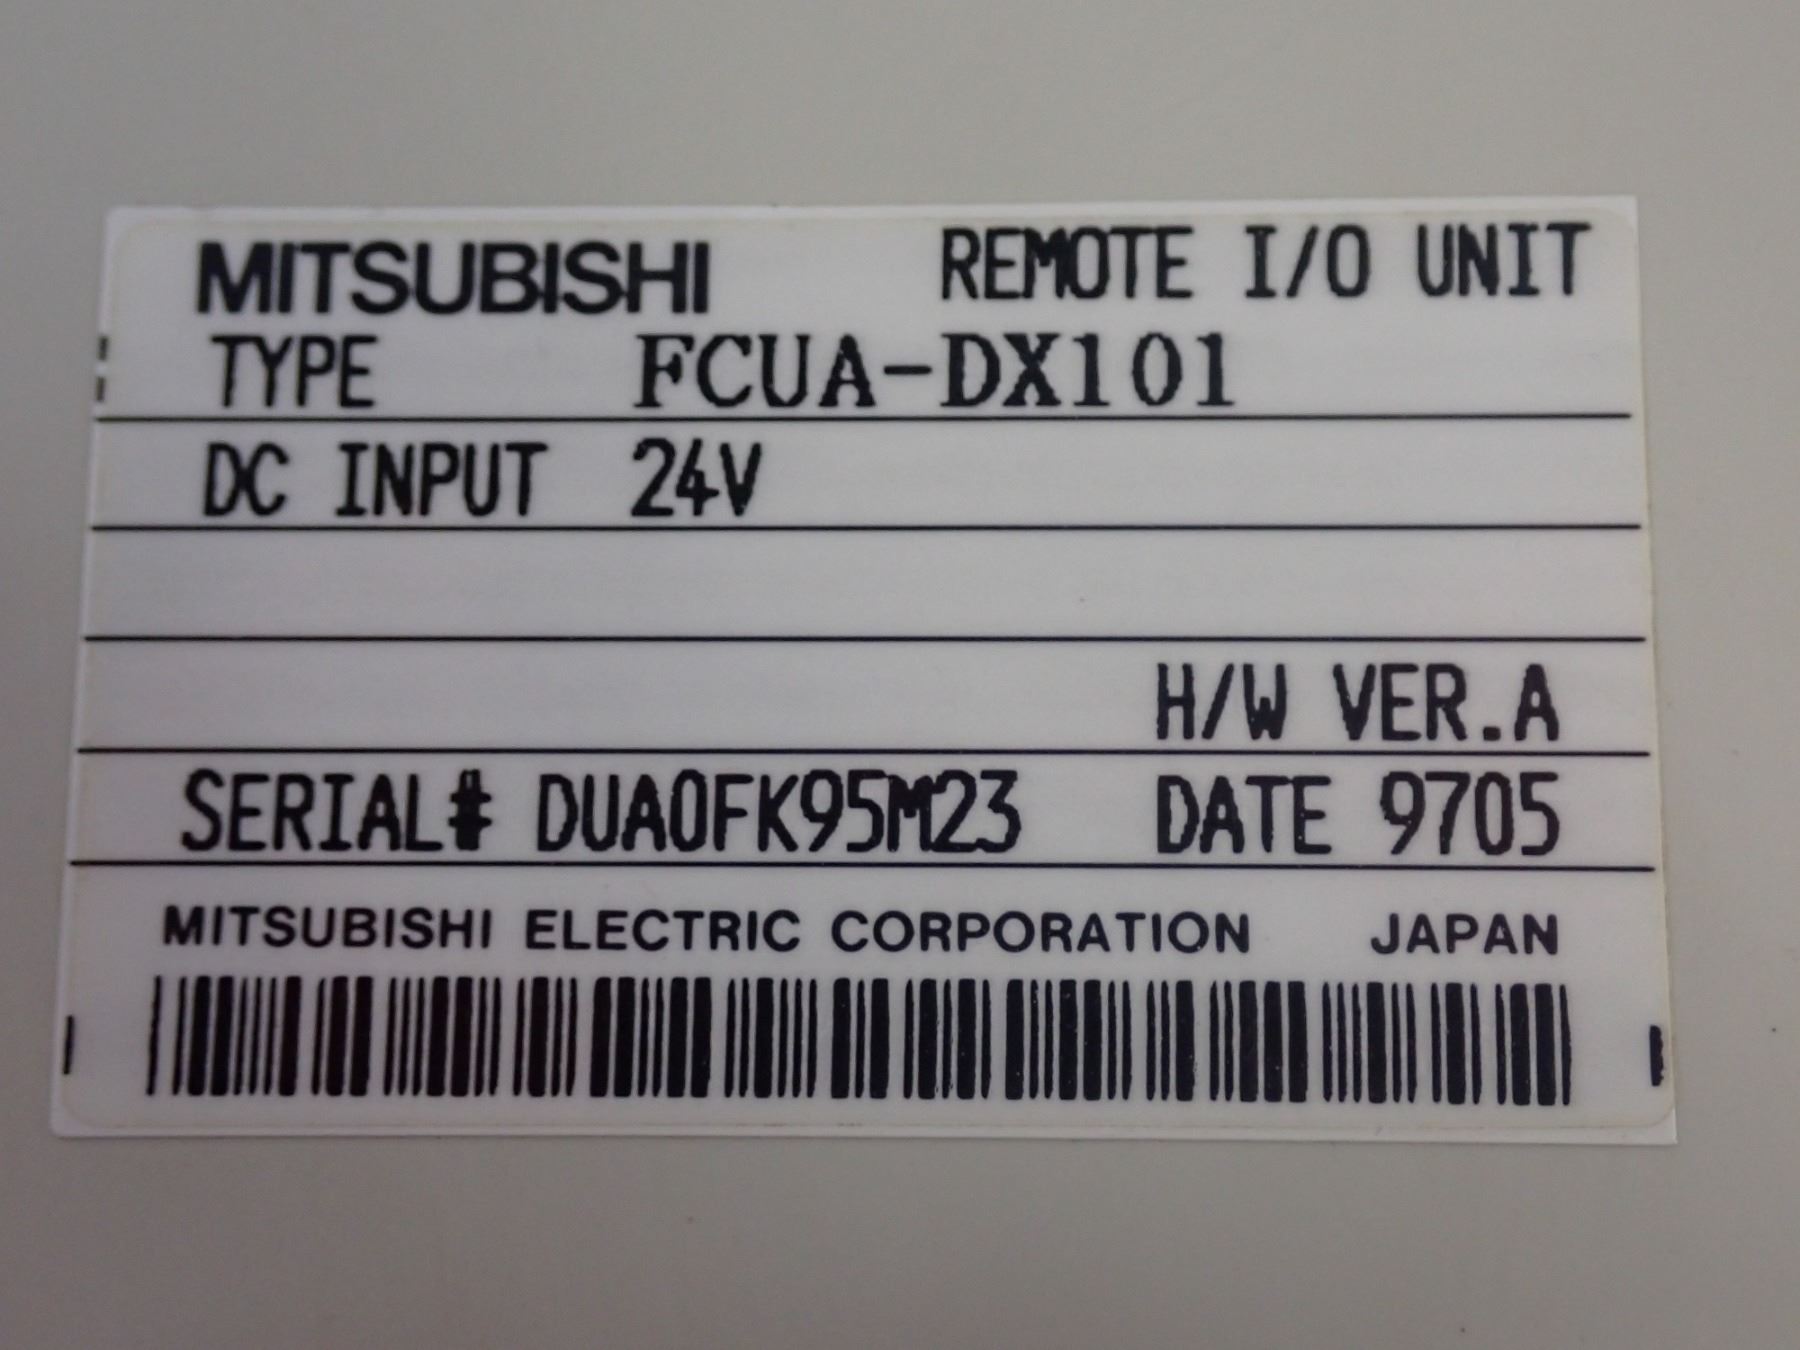 MITSUBISHI REMOTE I/O UNIT
TYPE FCUA-DX101
DC INPUT 24V
H/W VER.A
SERIAL# DUA0FK95M23 DATE 9705
MITSUBISHI ELECTRIC CORPORATION JAPAN